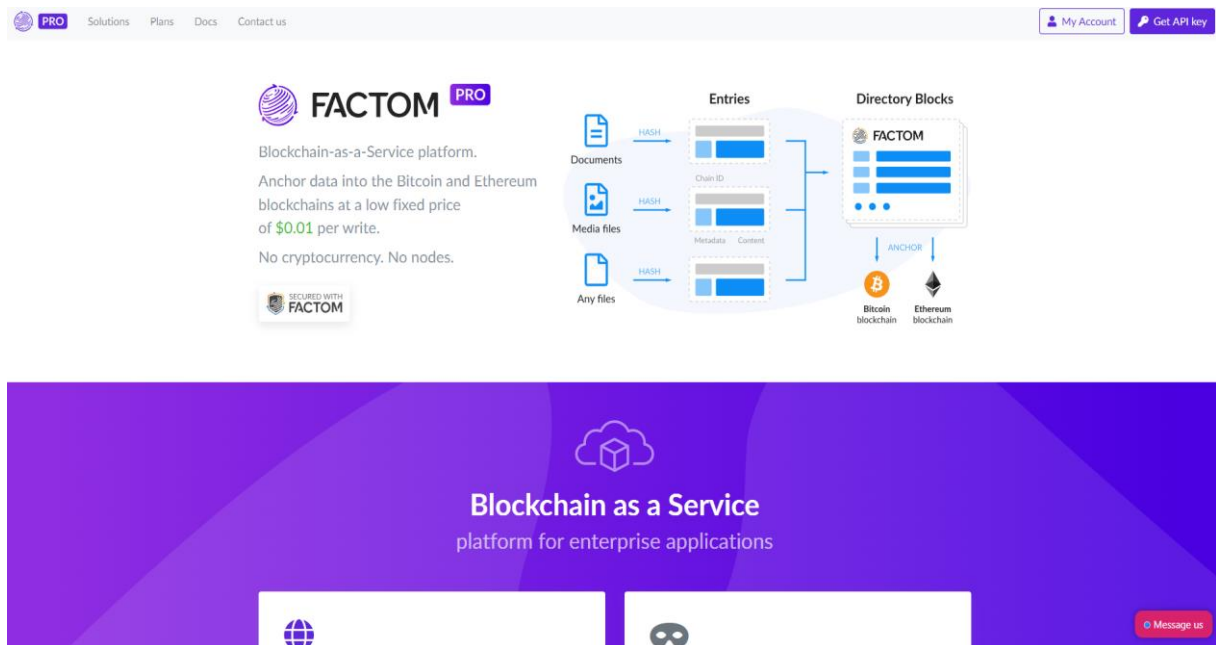 PRO
Solutions
Plans
Docs
Contact us
My Account
Get API key
FACTOM PRO
Blockchain-as-a-Service platform.
Anchor data into the Bitcoin and Ethereum
blockchains at a low fixed price
of $0.01 per write.
No cryptocurrency. No nodes.
SECURED WITH
FACTOM
Entries
Directory Blocks
Documents
HASH
Chain ID
Media files
HASH
Metadata
Content
Any files
HASH
FACTOM
ANCHOR
Bitcoin
blockchain
Ethereum
blockchain
Blockchain as a Service
platform for enterprise applications
Message us